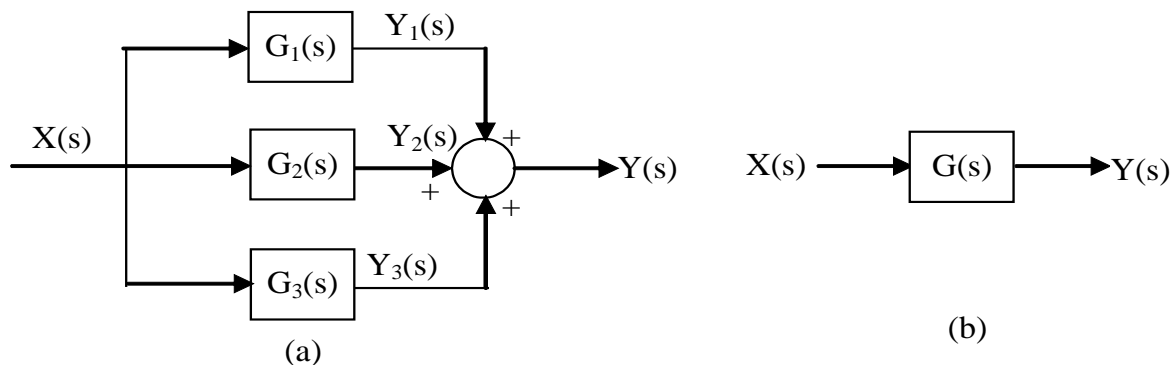 G₁(s)
Y₁(s)
+
X(s)
G₂(s)
Y₂(s)
+
Y(s)
+
G₃(s)
Y₃(s)
(a)
X(s)
G(s)
Y(s)
(b)